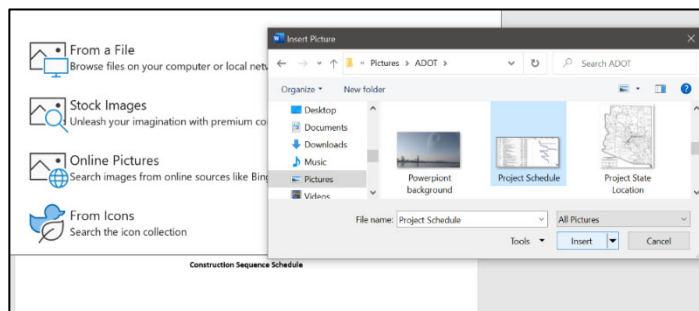 From a File
Browse files on your computer or local netw
Stock Images
Unleash your imagination with premium co
Online Pictures
Search images from online sources like Bing
From Icons
Search the icon collection
Construction Sequence Schedule
Insert Picture
« Pictures > ADOT >
Search ADOT
Organize
New folder
Desktop
Documents
Downloads
Music
Pictures
Videos
Powerpiont background
Project Schedule
Project State Location
File name: Project Schedule
All Pictures
Tools
Insert
Cancel